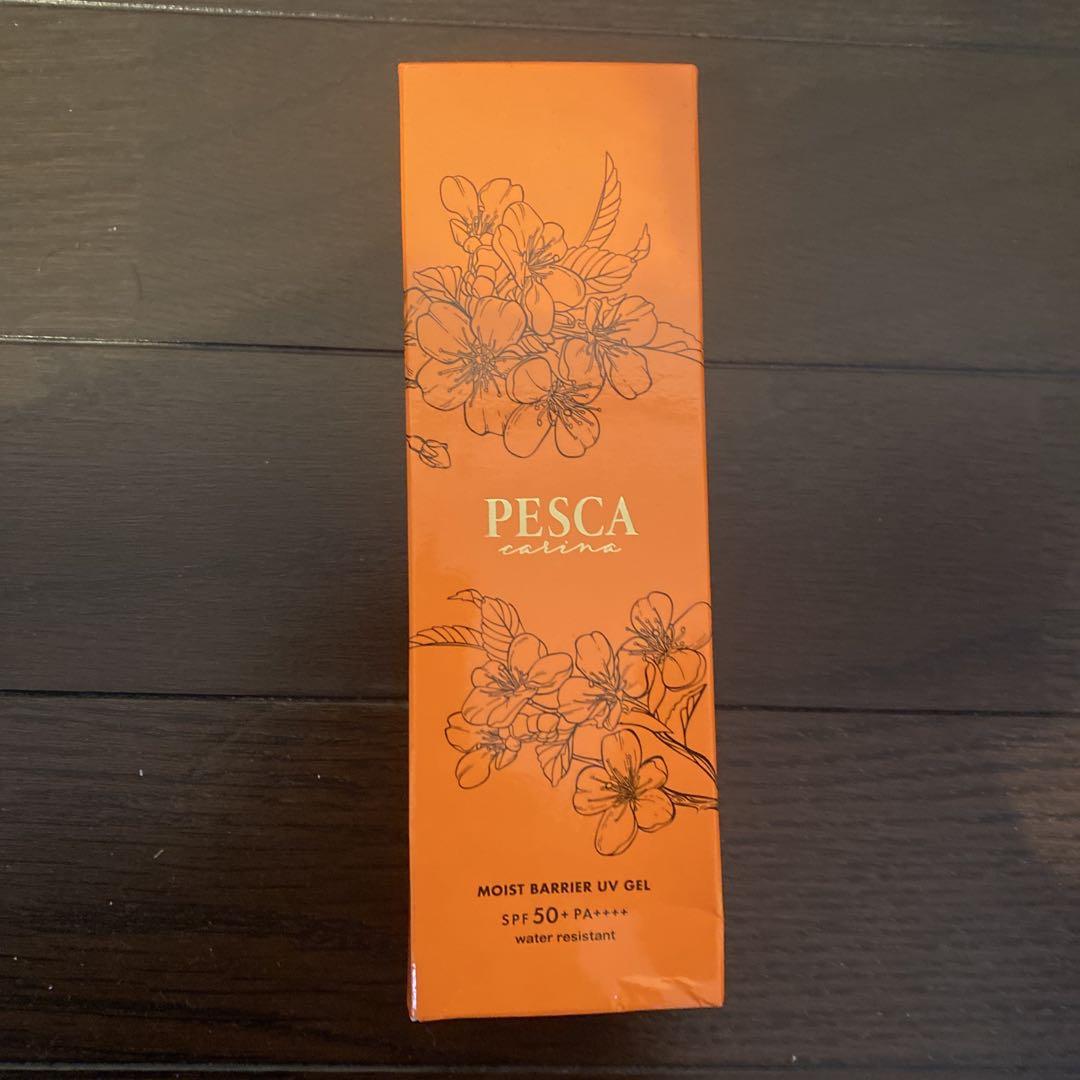 PESCA
carina
MOIST BARRIER UV GEL
SPF 50+ PA++++
water resistant